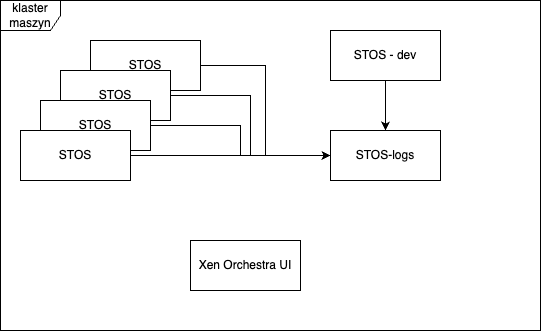 klaster
maszyn
STOS
STOS - dev
STOS
STOS
STOS
STOS-logs
Xen Orchestra UI